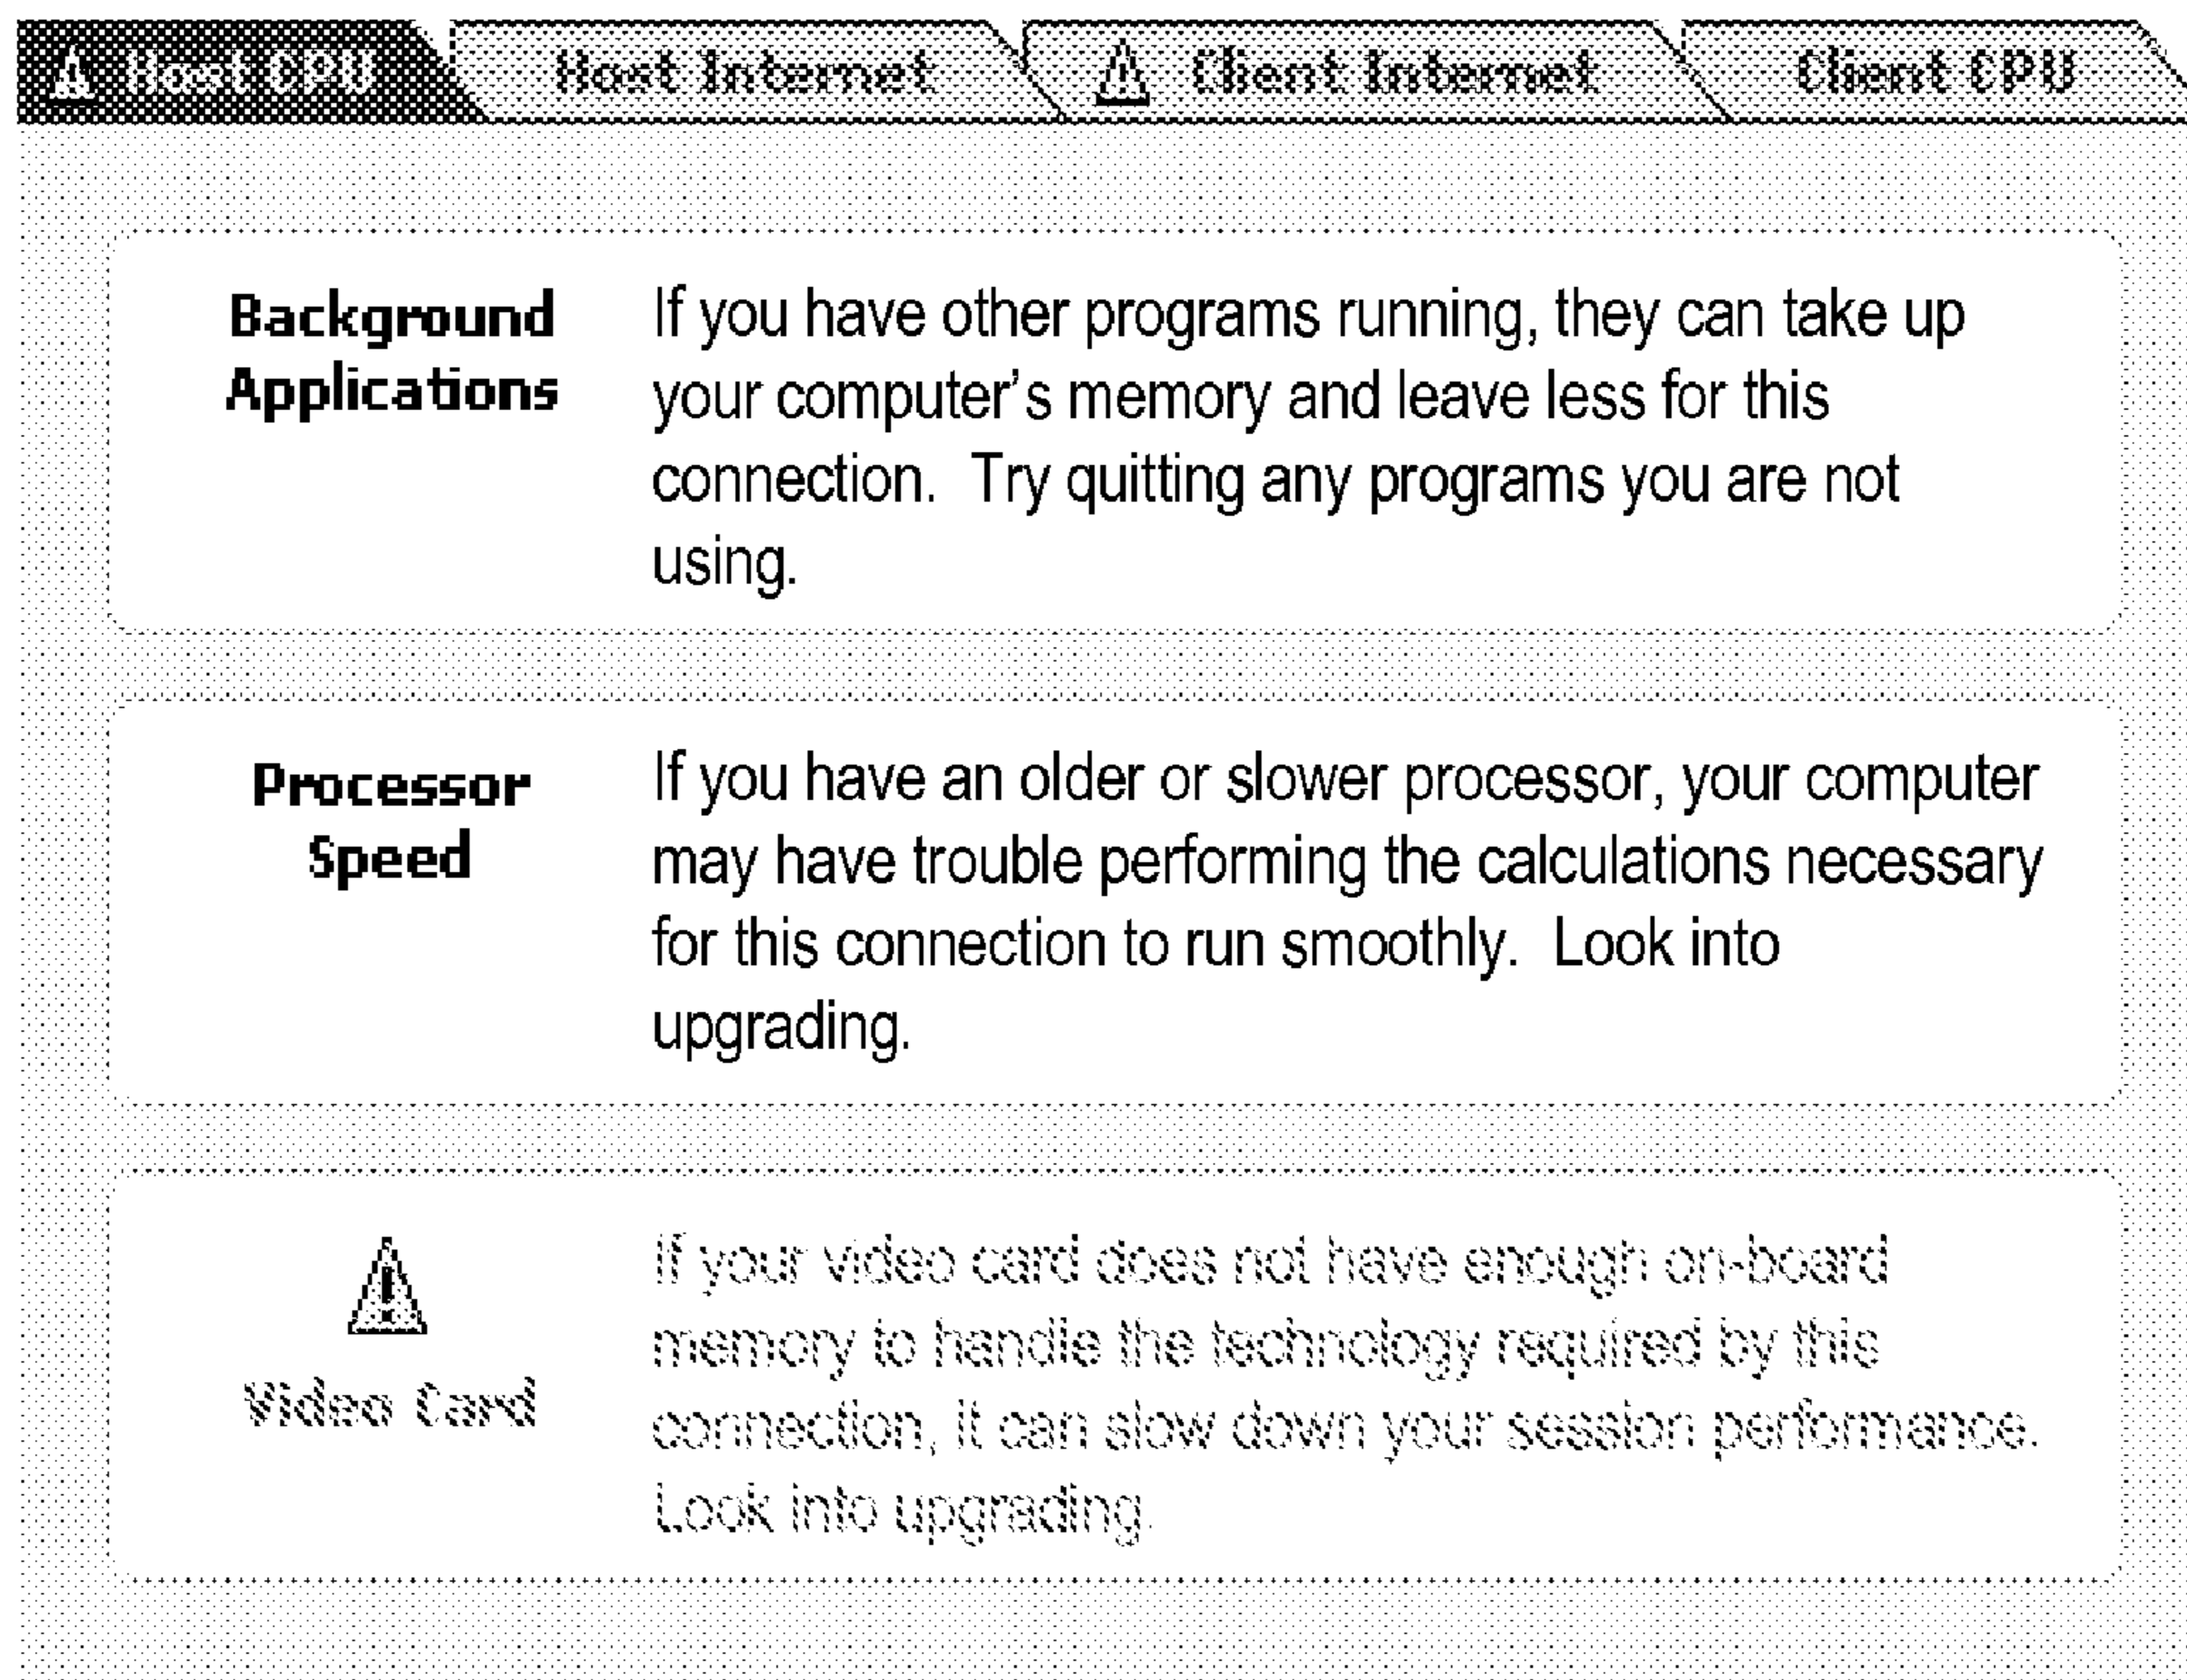 Host CPU Host Internet Client Internet Client CPU
Background
Applications
If you have other programs running, they can take up
your computer's memory and leave less for this
connection.  Try quitting any programs you are not
using.
Processor
Speed
If you have an older or slower processor, your computer
may have trouble performing the calculations necessary
for this connection to run smoothly.  Look into
upgrading.
Video Card
If your video card does not have enough on-board
memory to handle the technology required by this
connection, it can slow down your session performance.
Look into upgrading.